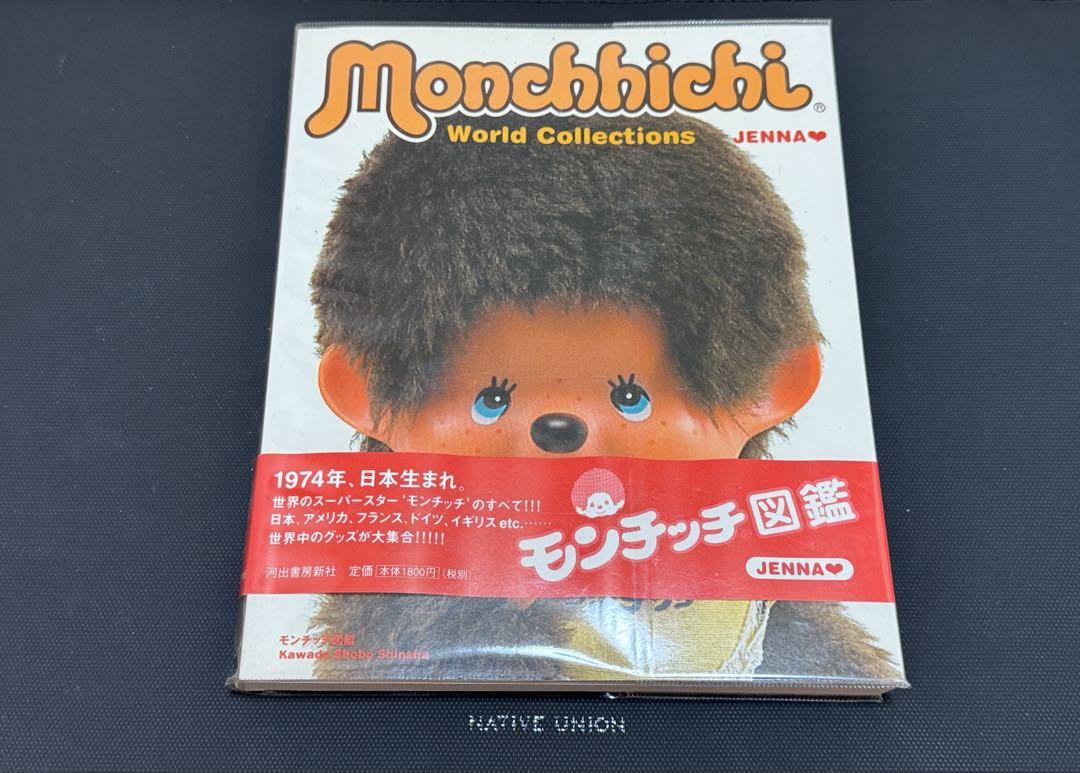 Monchhichi®
World Collections JENNA♥
1974年、日本生まれ。
世界のスーパースター‘モンチッチ’のすべて!!!
日本、アメリカ、フランス、ドイツ、イギリスetc.……
世界中のグッズが大集合!!!!!
モンチッチ®図鑑
JENNA♥
河出書房新社 定価 本体1800円 (税別)
モンチッチ図鑑
Kawade Shobo Shinsha
NATIVE UNION